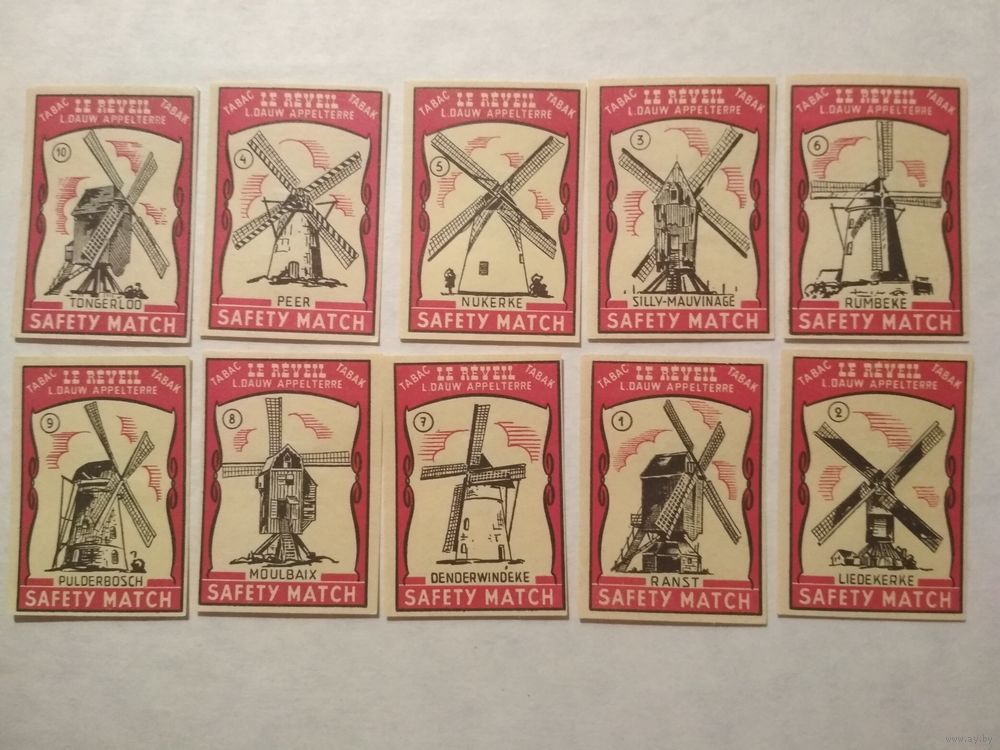 TABAC LE RÉVEIL TABAK
L. DAUW APPELTERRE
10
TONGERLOO
SAFETY MATCH
TABAC LE RÉVEIL TABAK
L. DAUW APPELTERRE
4
PEER
SAFETY MATCH
TABAC LE RÉVEIL TABAK
L. DAUW APPELTERRE
5
NUKERKE
SAFETY MATCH
TABAC LE RÉVEIL TABAK
L. DAUW APPELTERRE
3
SILLY-MAUVINAGE
SAFETY MATCH
TABAC LE RÉVEIL TABAK
L. DAUW APPELTERRE
6
RUMBEKE
SAFETY MATCH
TABAC LE RÉVEIL TABAK
L. DAUW APPELTERRE
9
PULDERBOSCH
SAFETY MATCH
TABAC LE RÉVEIL TABAK
L. DAUW APPELTERRE
8
MOULBAIX
SAFETY MATCH
TABAC LE RÉVEIL TABAK
L. DAUW APPELTERRE
7
DENDERWINDEKE
SAFETY MATCH
TABAC LE RÉVEIL TABAK
L. DAUW APPELTERRE
1
RANST
SAFETY MATCH
TABAC LE RÉVEIL TABAK
L. DAUW APPELTERRE
2
LIEDEKERKE
SAFETY MATCH
www.ay.by